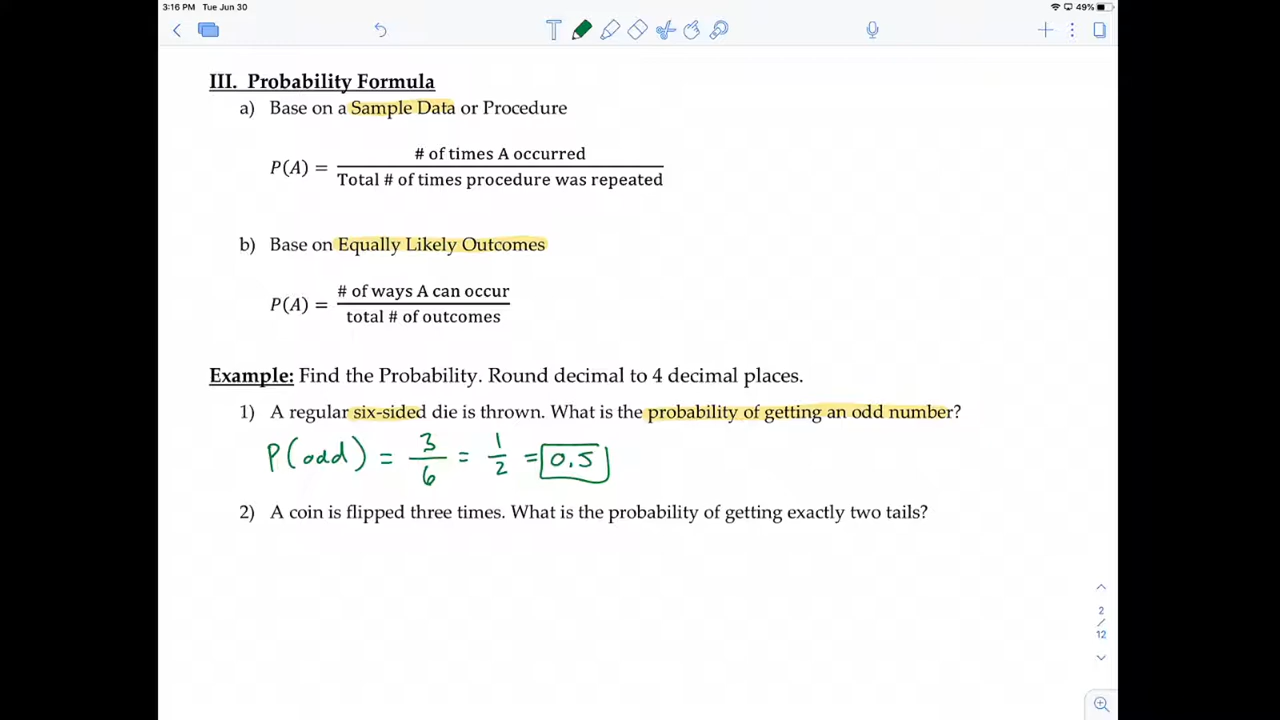 3:16 PM Tue Jun 30
49%
T
III. Probability Formula
a) Base on a Sample Data or Procedure
P(A) = # of times A occurred / Total # of times procedure was repeated
b) Base on Equally Likely Outcomes
P(A) = # of ways A can occur / total # of outcomes
Example: Find the Probability. Round decimal to 4 decimal places.
1) A regular six-sided die is thrown. What is the probability of getting an odd number?
P(odd) = 3/6 = 1/2 = 0.5
2) A coin is flipped three times. What is the probability of getting exactly two tails?
2
/
12